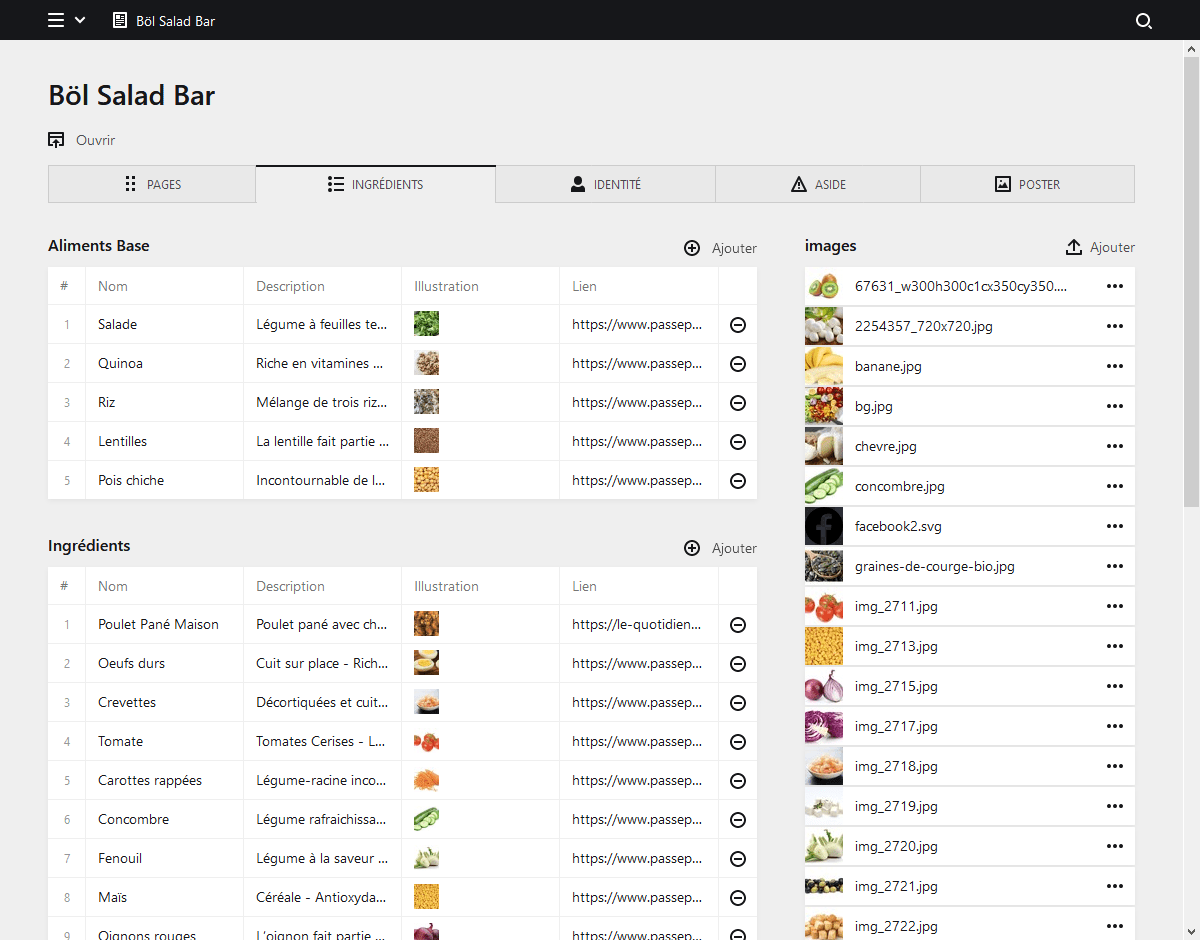 Böl Salad Bar
Böl Salad Bar
Ouvrir
PAGES INGRÉDIENTS IDENTITÉ ASIDE POSTER
Aliments Base Ajouter
# Nom Description Illustration Lien
1 Salade Légume à feuilles te... https://www.passep...
2 Quinoa Riche en vitamines ... https://www.passep...
3 Riz Mélange de trois riz... https://www.passep...
4 Lentilles La lentille fait partie ... https://www.passep...
5 Pois chiche Incontournable de l... https://www.passep...
Ingrédients Ajouter
# Nom Description Illustration Lien
1 Poulet Pané Maison Poulet pané avec ch... https://le-quotidien...
2 Oeufs durs Cuit sur place - Rich... https://www.passep...
3 Crevettes Décortiquées et cuit... https://www.passep...
4 Tomate Tomates Cerises - L... https://www.passep...
5 Carottes rappées Légume-racine inco... https://www.passep...
6 Concombre Légume rafraichissa... https://www.passep...
7 Fenouil Légume à la saveur ... https://www.passep...
8 Maïs Céréale - Antioxyda... https://www.passep...
9 Oignons rouges L'oignon fait partie ... https://www.passep...
images Ajouter
67631_w300h300c1cx350cy350....
2254357_720x720.jpg
banane.jpg
bg.jpg
chevre.jpg
concombre.jpg
facebook2.svg
graines-de-courge-bio.jpg
img_2711.jpg
img_2713.jpg
img_2715.jpg
img_2717.jpg
img_2718.jpg
img_2719.jpg
img_2720.jpg
img_2721.jpg
img_2722.jpg